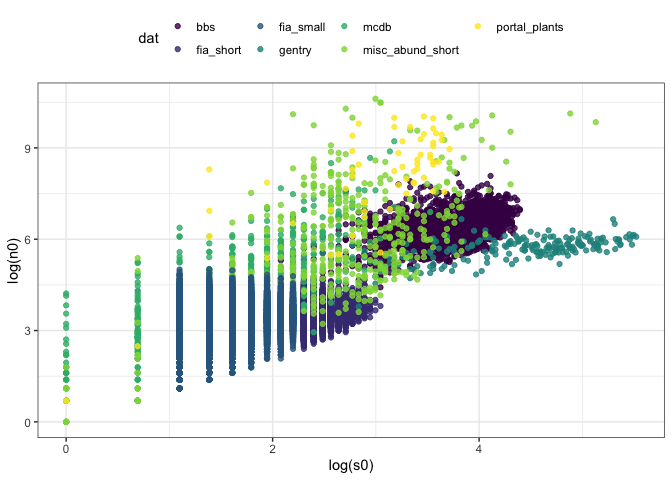 dat
bbs fia_small mcdb portal_plants
fia_short gentry misc_abund_short
9
6
3
0
log(n0)
0 2 4
log(s0)